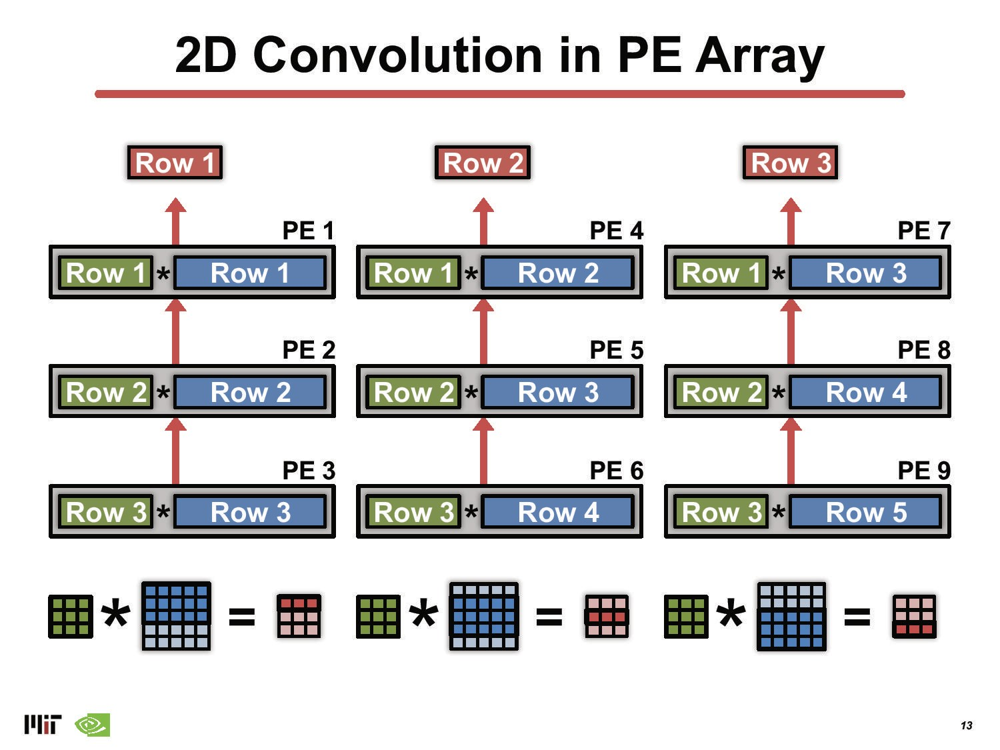 2D Convolution in PE Array
Row 1 Row 2 Row 3
PE 1 PE 4 PE 7
Row 1 * Row 1 Row 1 * Row 2 Row 1 * Row 3
PE 2 PE 5 PE 8
Row 2 * Row 2 Row 2 * Row 3 Row 2 * Row 4
PE 3 PE 6 PE 9
Row 3 * Row 3 Row 3 * Row 4 Row 3 * Row 5
* = * = * =
MIT
13